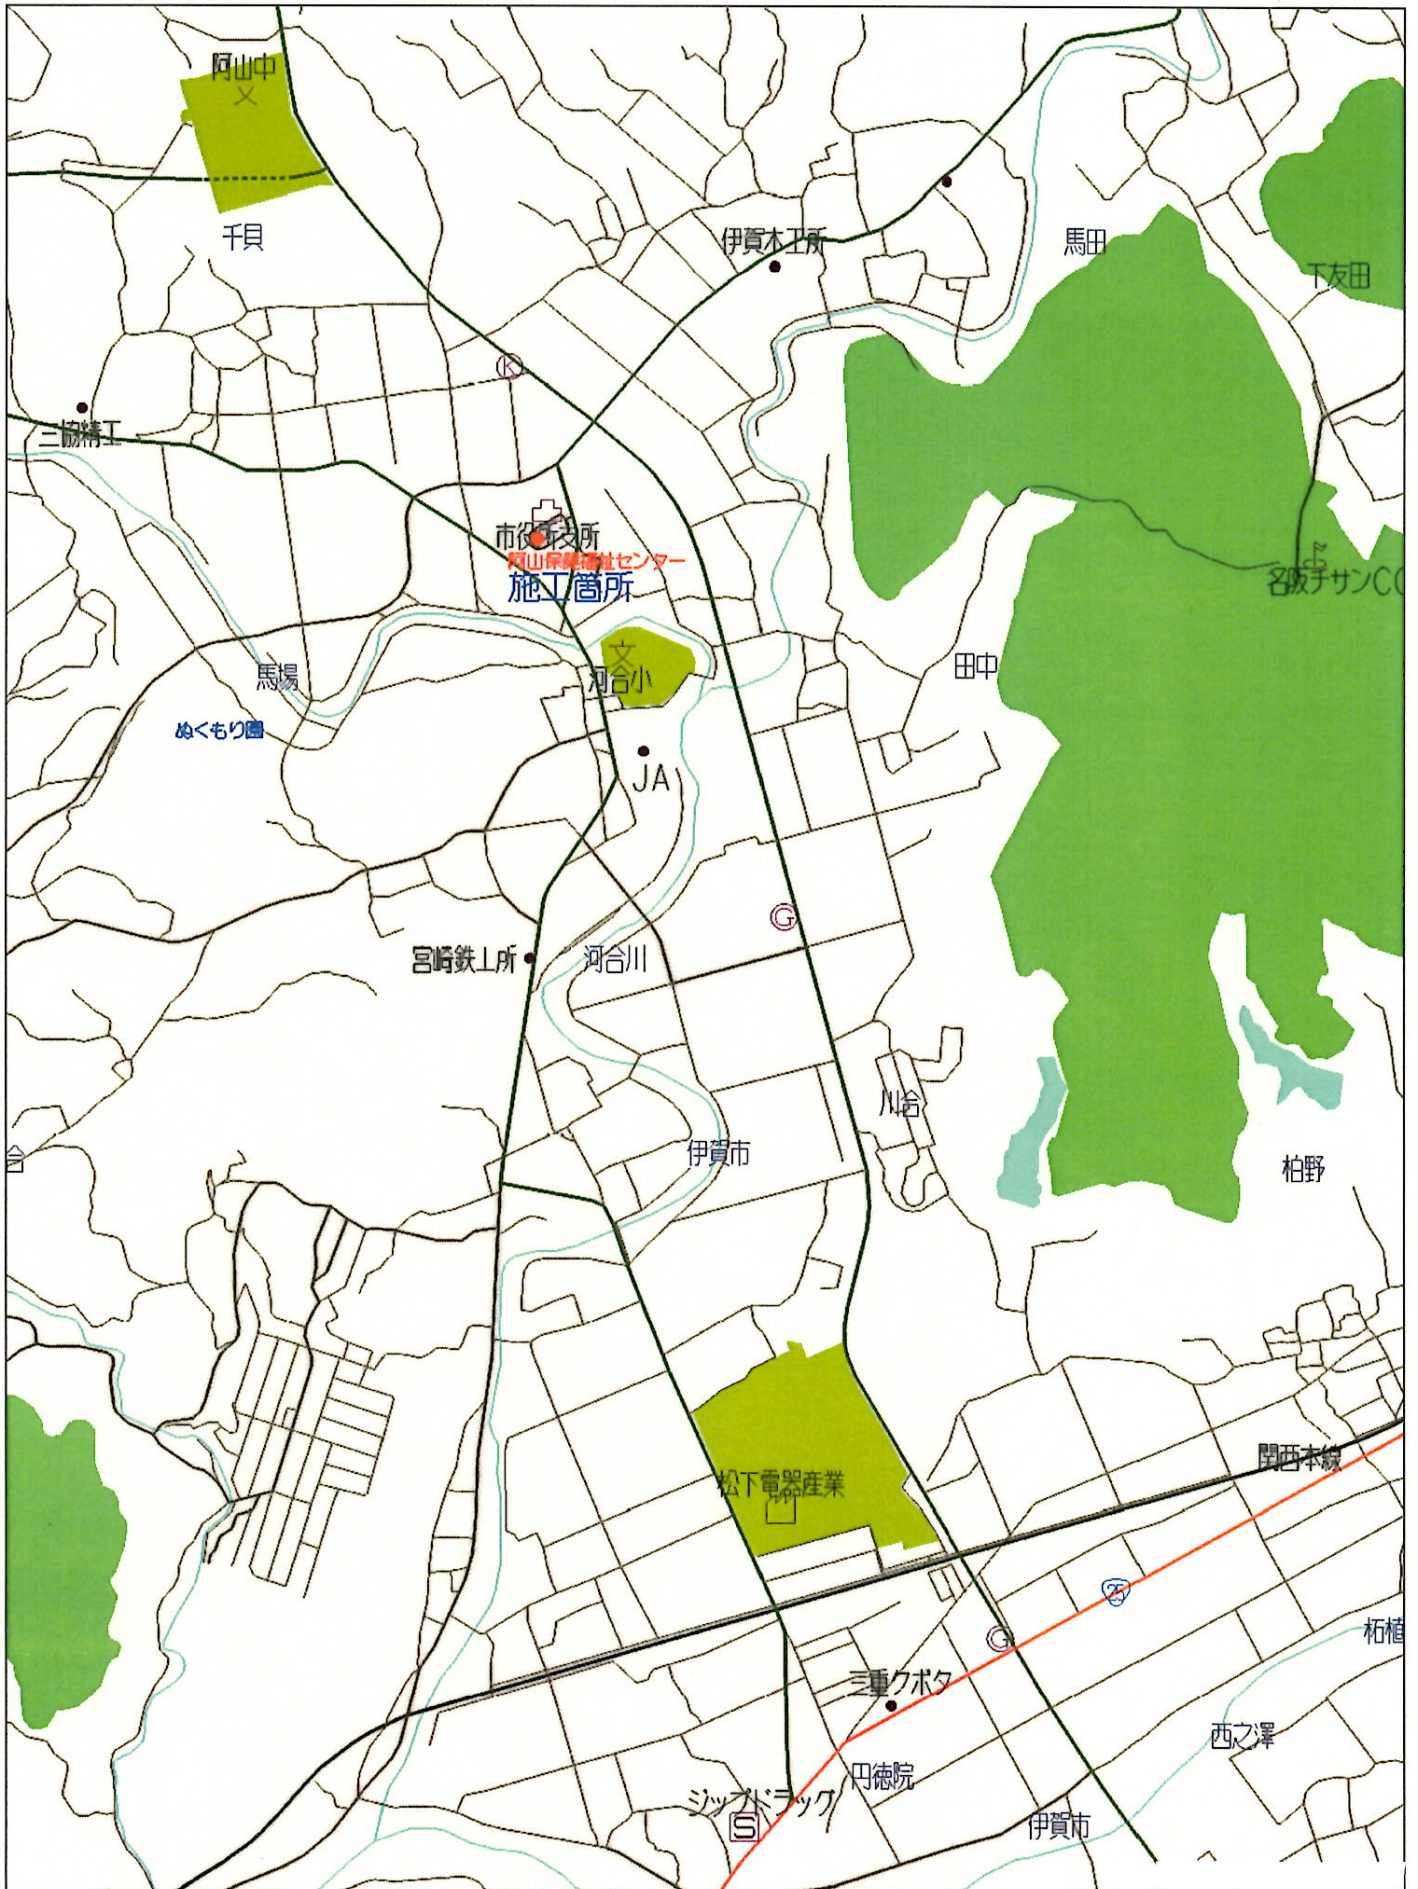 阿山中
千貝
伊賀木工所
馬田
下友田
K
三協精工
市役所支所
阿山保健福祉センター
施工箇所
名阪チサンCC
文
河合小
田中
馬場
ぬくもり園
JA
G
宮崎鉄工所
河合川
川合
合
伊賀市
柏野
関西本線
松下電器産業
25
G
柘植
三重クボタ
西之澤
円徳院
ジップドラッグ
S
伊賀市